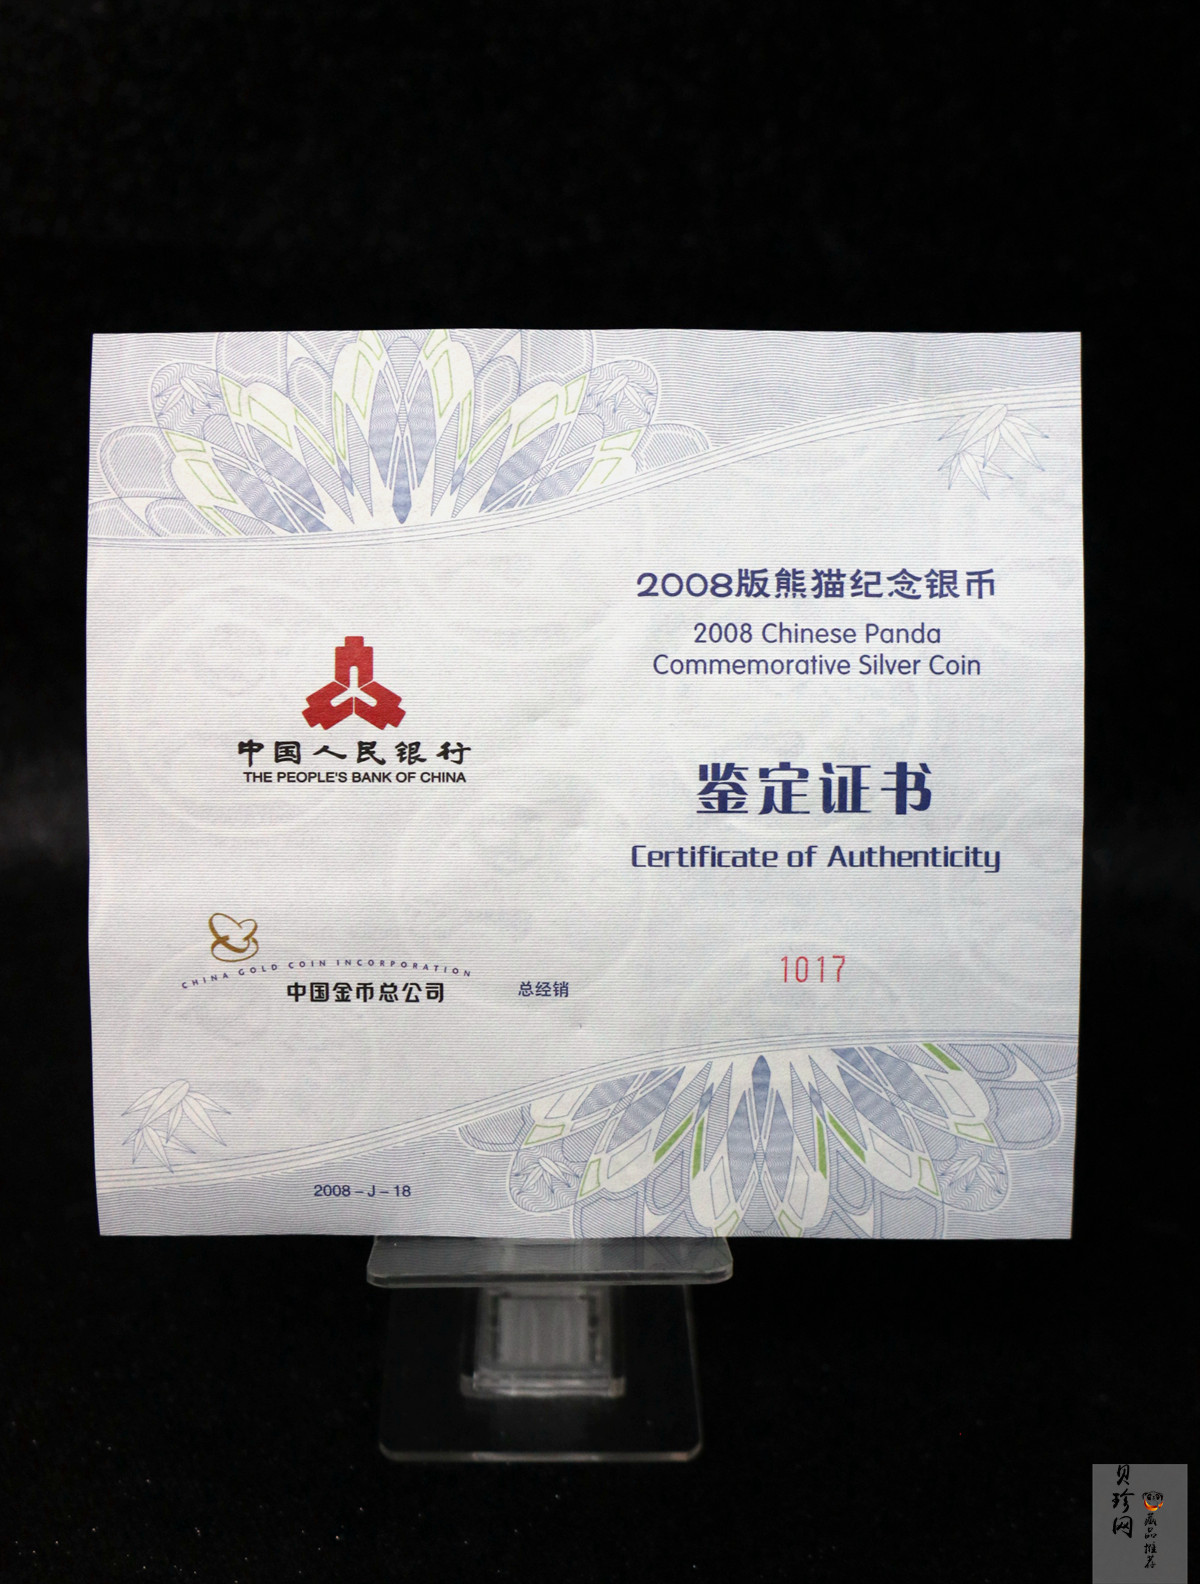 中国人民银行
THE PEOPLE'S BANK OF CHINA
CHINA GOLD COIN INCORPORATION
中国金币总公司 总经销
2008-J-18
2008版熊猫纪念银币
2008 Chinese Panda
Commemorative Silver Coin
鉴定证书
Certificate of Authenticity
1017
贝珍网
藏品推荐